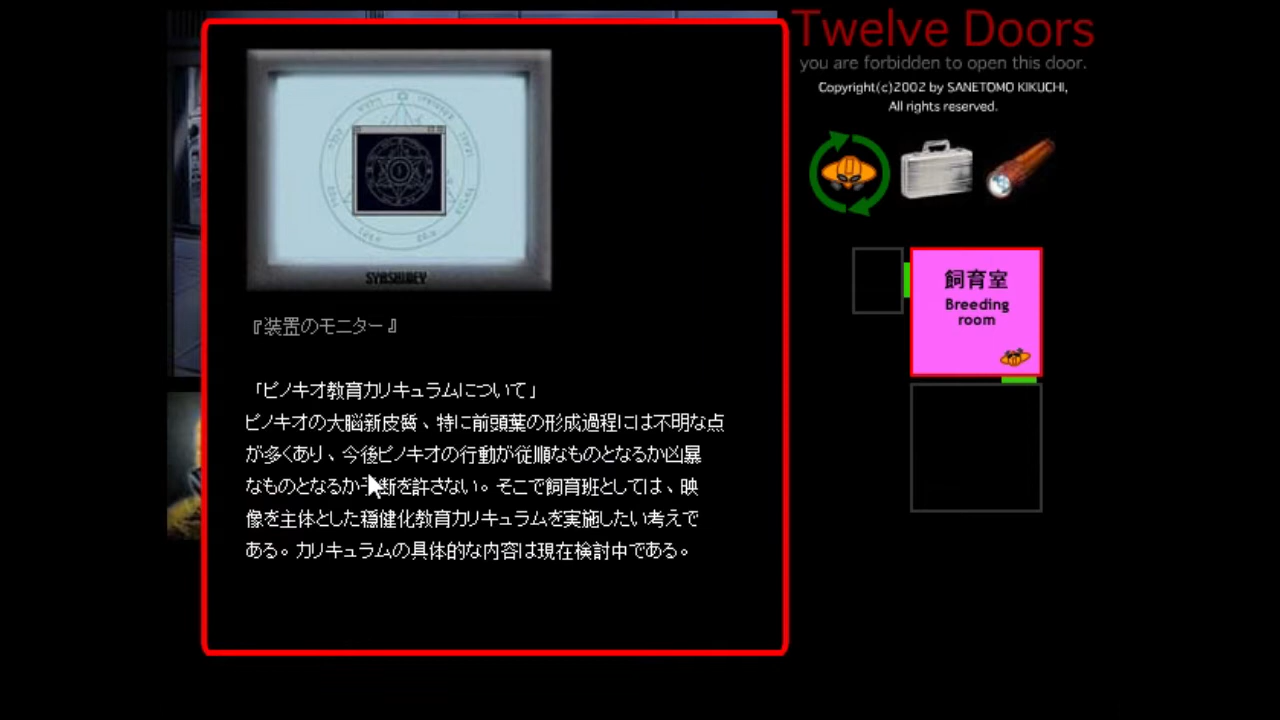 Twelve Doors
you are forbidden to open this door.
Copyright(c)2002 by SANETOMO KIKUCHI,
All rights reserved.
飼育室
Breeding
room
『装置のモニター』
「ピノキオ教育カリキュラムについて」
ピノキオの大脳新皮質、特に前頭葉の形成過程には不明な点
が多くあり、今後ピノキオの行動が従順なものとなるか凶暴
なものとなるか予断を許さない。そこで飼育班としては、映
像を主体とした穏健化教育カリキュラムを実施したい考えで
ある。カリキュラムの具体的な内容は現在検討中である。